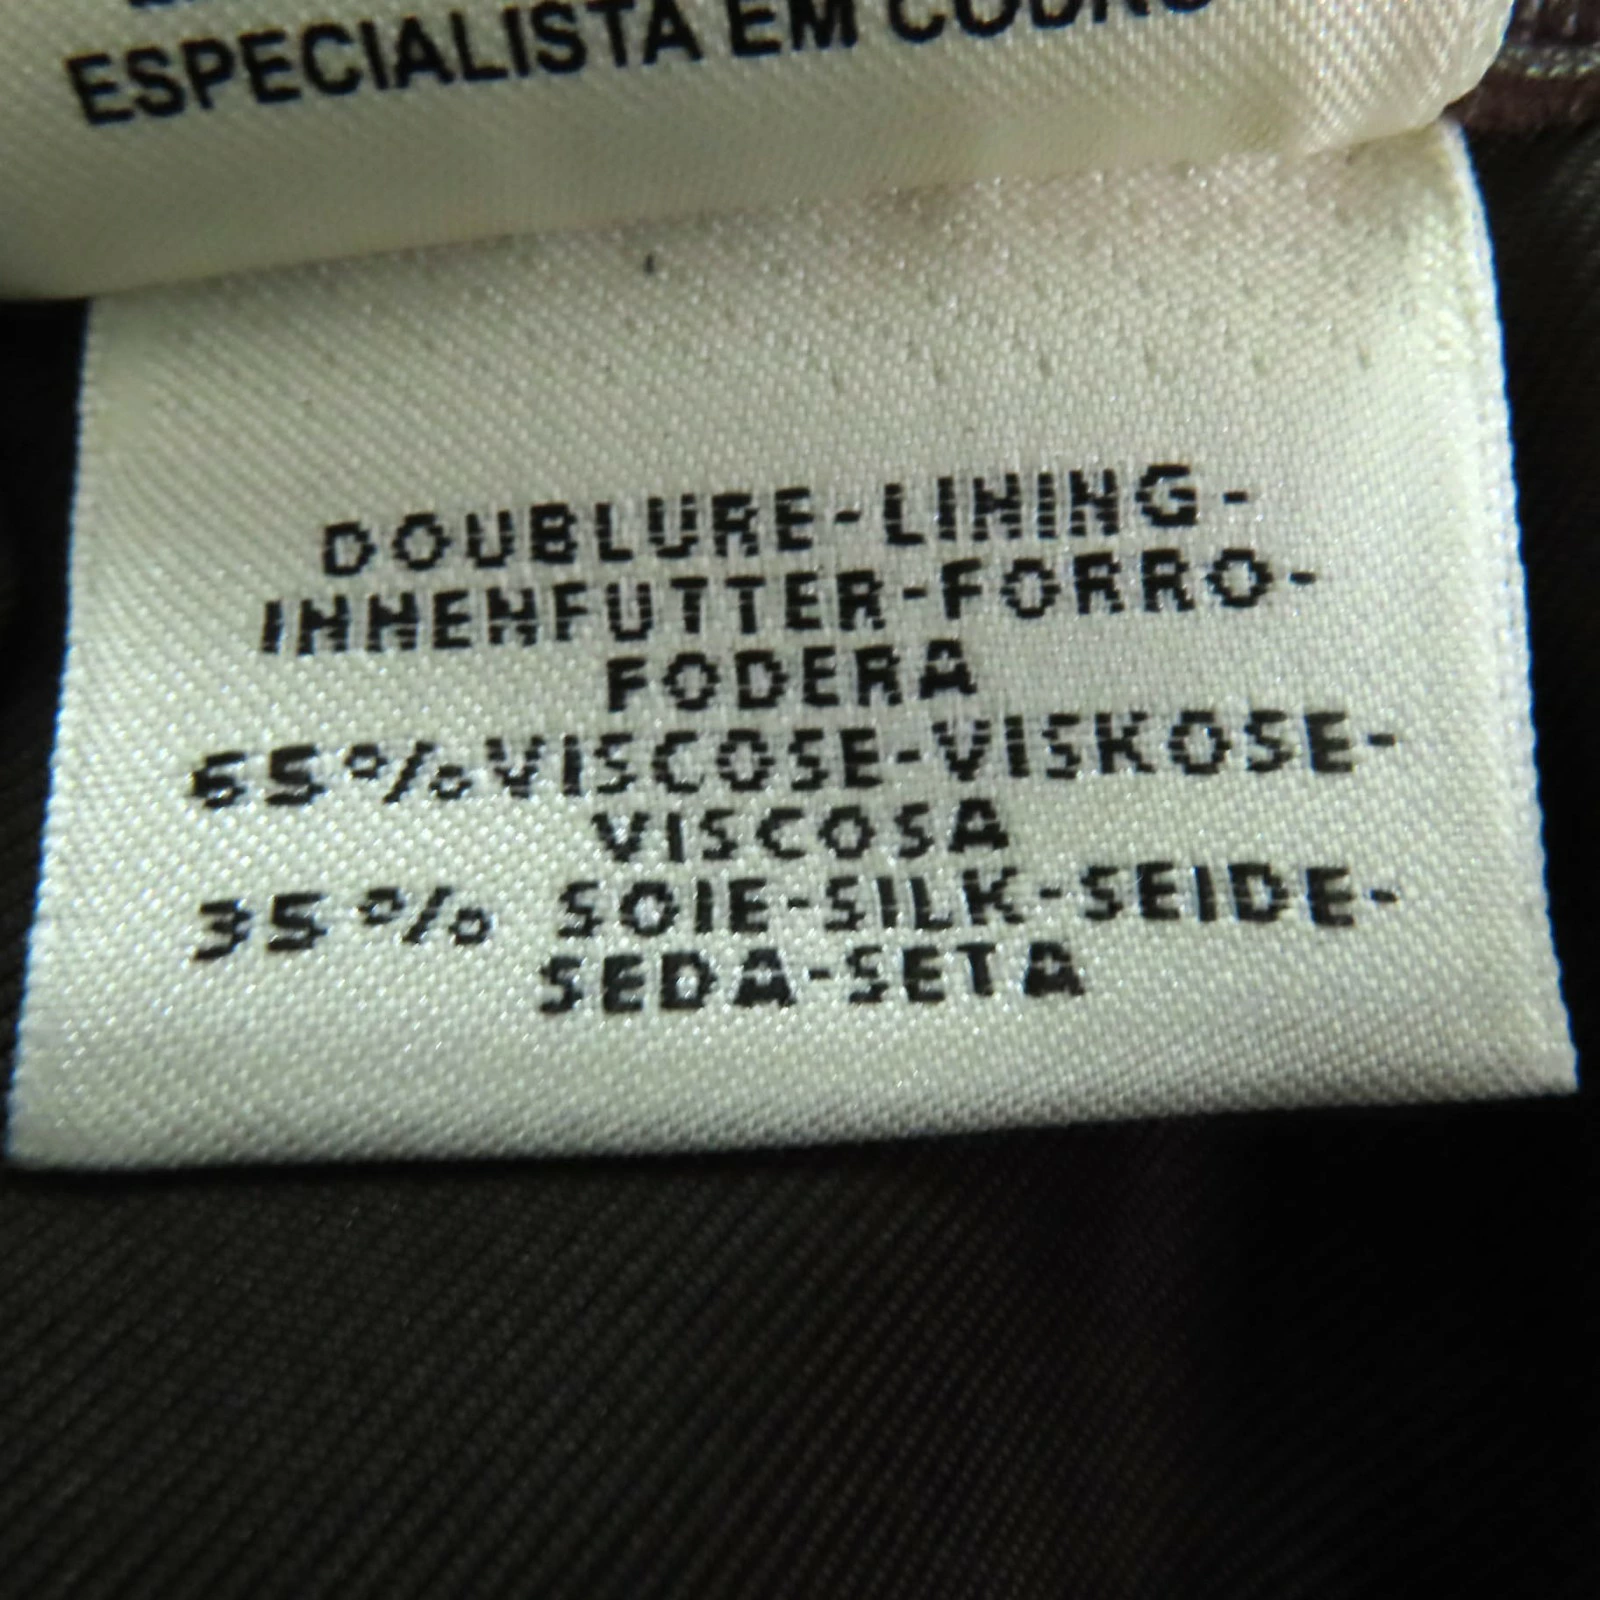 ESPECIALISTA EM COURO
DOUBLURE-LINING-
INNENFUTTER-FORRO-
FODERA
65%VISCOSE-VISKOSE-
VISCOSA
35% SOIE-SILK-SEIDE-
SEDA-SETA